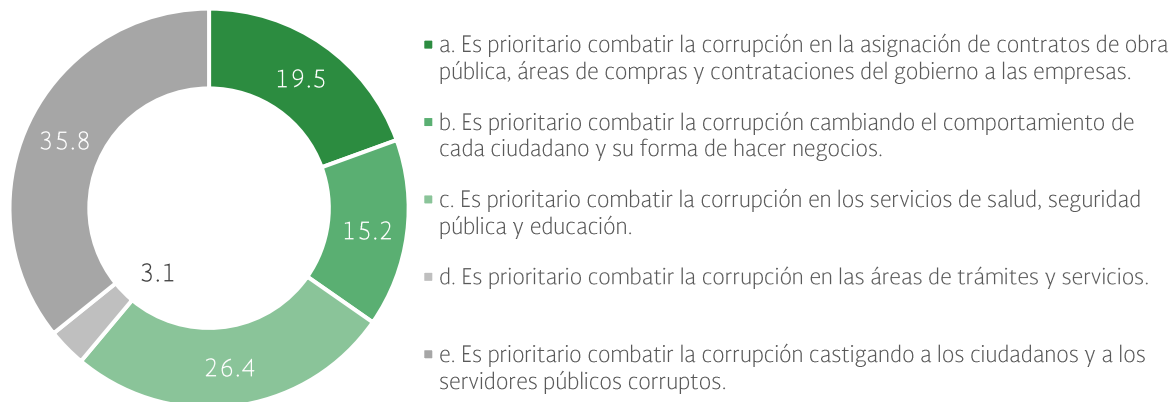 19.5
35.8
15.2
3.1
26.4
a. Es prioritario combatir la corrupción en la asignación de contratos de obra
pública, áreas de compras y contrataciones del gobierno a las empresas.
b. Es prioritario combatir la corrupción cambiando el comportamiento de
cada ciudadano y su forma de hacer negocios.
c. Es prioritario combatir la corrupción en los servicios de salud, seguridad
pública y educación.
d. Es prioritario combatir la corrupción en las áreas de trámites y servicios.
e. Es prioritario combatir la corrupción castigando a los ciudadanos y a los
servidores públicos corruptos.